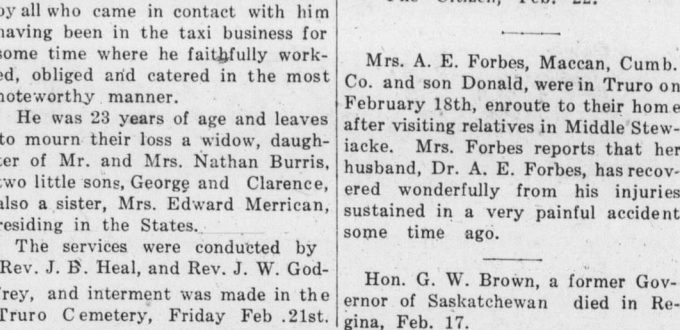 by all who came in contact with him
having been in the taxi business for
some time where he faithfully work-
ed, obliged and catered in the most
noteworthy manner.
He was 23 years of age and leaves
to mourn their loss a widow, daugh-
ter of Mr. and Mrs. Nathan Burris,
two little sons, George and Clarence,
also a sister, Mrs. Edward Merrican,
residing in the States.
The services were conducted by
Rev. J. B. Heal, and Rev. J. W. God-
frey, and interment was made in the
Truro Cemetery, Friday Feb .21st.
The Citizen, Feb. 22.
Mrs. A. E. Forbes, Maccan, Cumb.
Co. and son Donald, were in Truro on
February 18th, enroute to their home
after visiting relatives in Middle Stew-
iacke. Mrs. Forbes reports that her
husband, Dr. A. E. Forbes, has recov-
ered wonderfully from his injuries
sustained in a very painful accident
some time ago.
Hon. G. W. Brown, a former Gov-
ernor of Saskatchewan died in Re-
gina, Feb. 17.